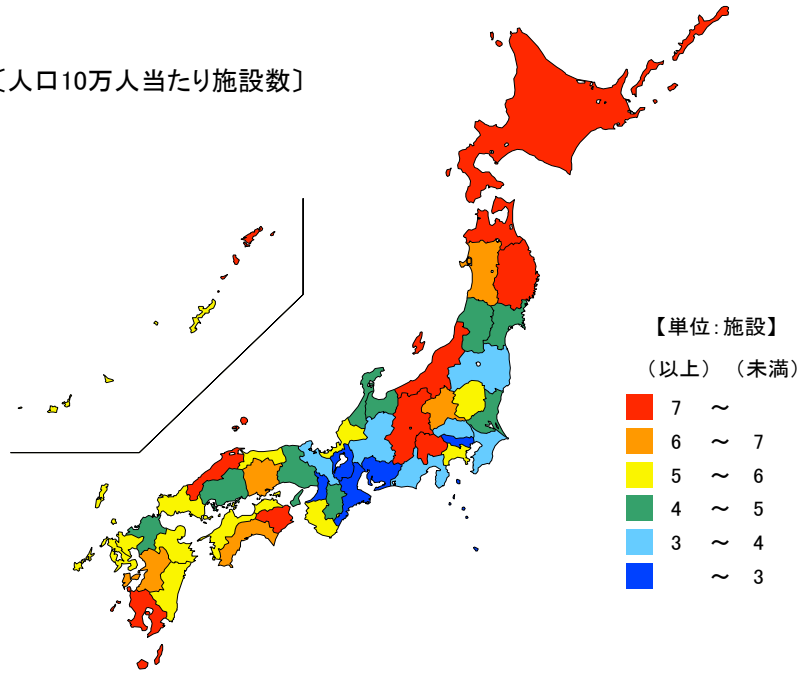 〔人口10万人当たり施設数〕
【単位：施設】
（以上）（未満）
7 ～
6 ～ 7
5 ～ 6
4 ～ 5
3 ～ 4
～ 3